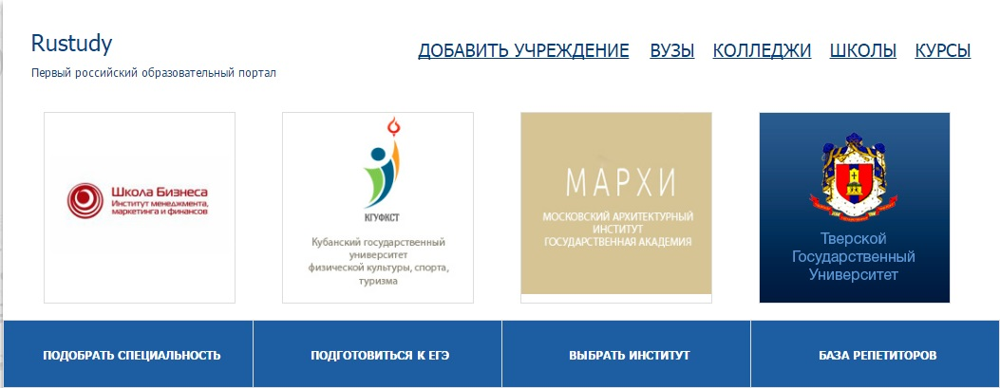 Rustudy
Первый российский образовательный портал
ДОБАВИТЬ УЧРЕЖДЕНИЕ ВУЗЫ КОЛЛЕДЖИ ШКОЛЫ КУРСЫ
Школа Бизнеса
Институт менеджмента,
маркетинга и финансов
КГУФКСТ
Кубанский государственный
университет
физической культуры, спорта,
туризма
МАРХИ
МОСКОВСКИЙ АРХИТЕКТУРНЫЙ
ИНСТИТУТ
ГОСУДАРСТВЕННАЯ АКАДЕМИЯ
Тверской
Государственный
Университет
ПОДОБРАТЬ СПЕЦИАЛЬНОСТЬ
ПОДГОТОВИТЬСЯ К ЕГЭ
ВЫБРАТЬ ИНСТИТУТ
БАЗА РЕПЕТИТОРОВ